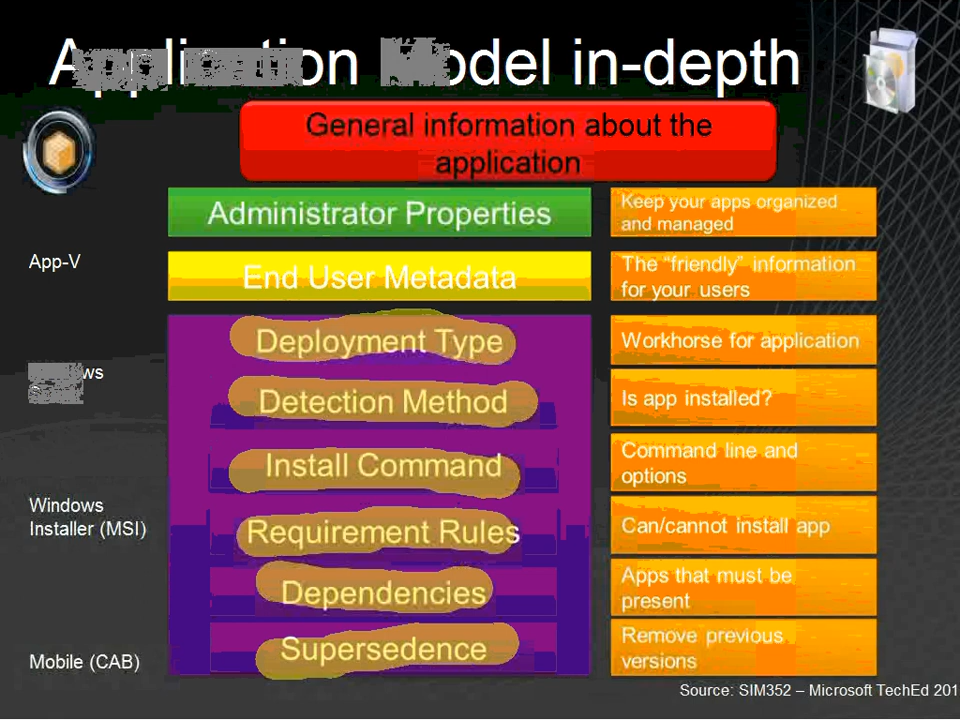 in-depth
General information about the
application
Administrator Properties
Keep your apps organized
and managed
App-V
End User Metadata
The "friendly" information
for your users
Deployment Type
Workhorse for application
Detection Method
Is app installed?
Install Command
Command line and
options
Windows
Installer (MSI)
Requirement Rules
Can/cannot install app
Dependencies
Apps that must be
present
Mobile (CAB)
Supersedence
Remove previous
versions
Source: SIM352 – Microsoft TechEd 201